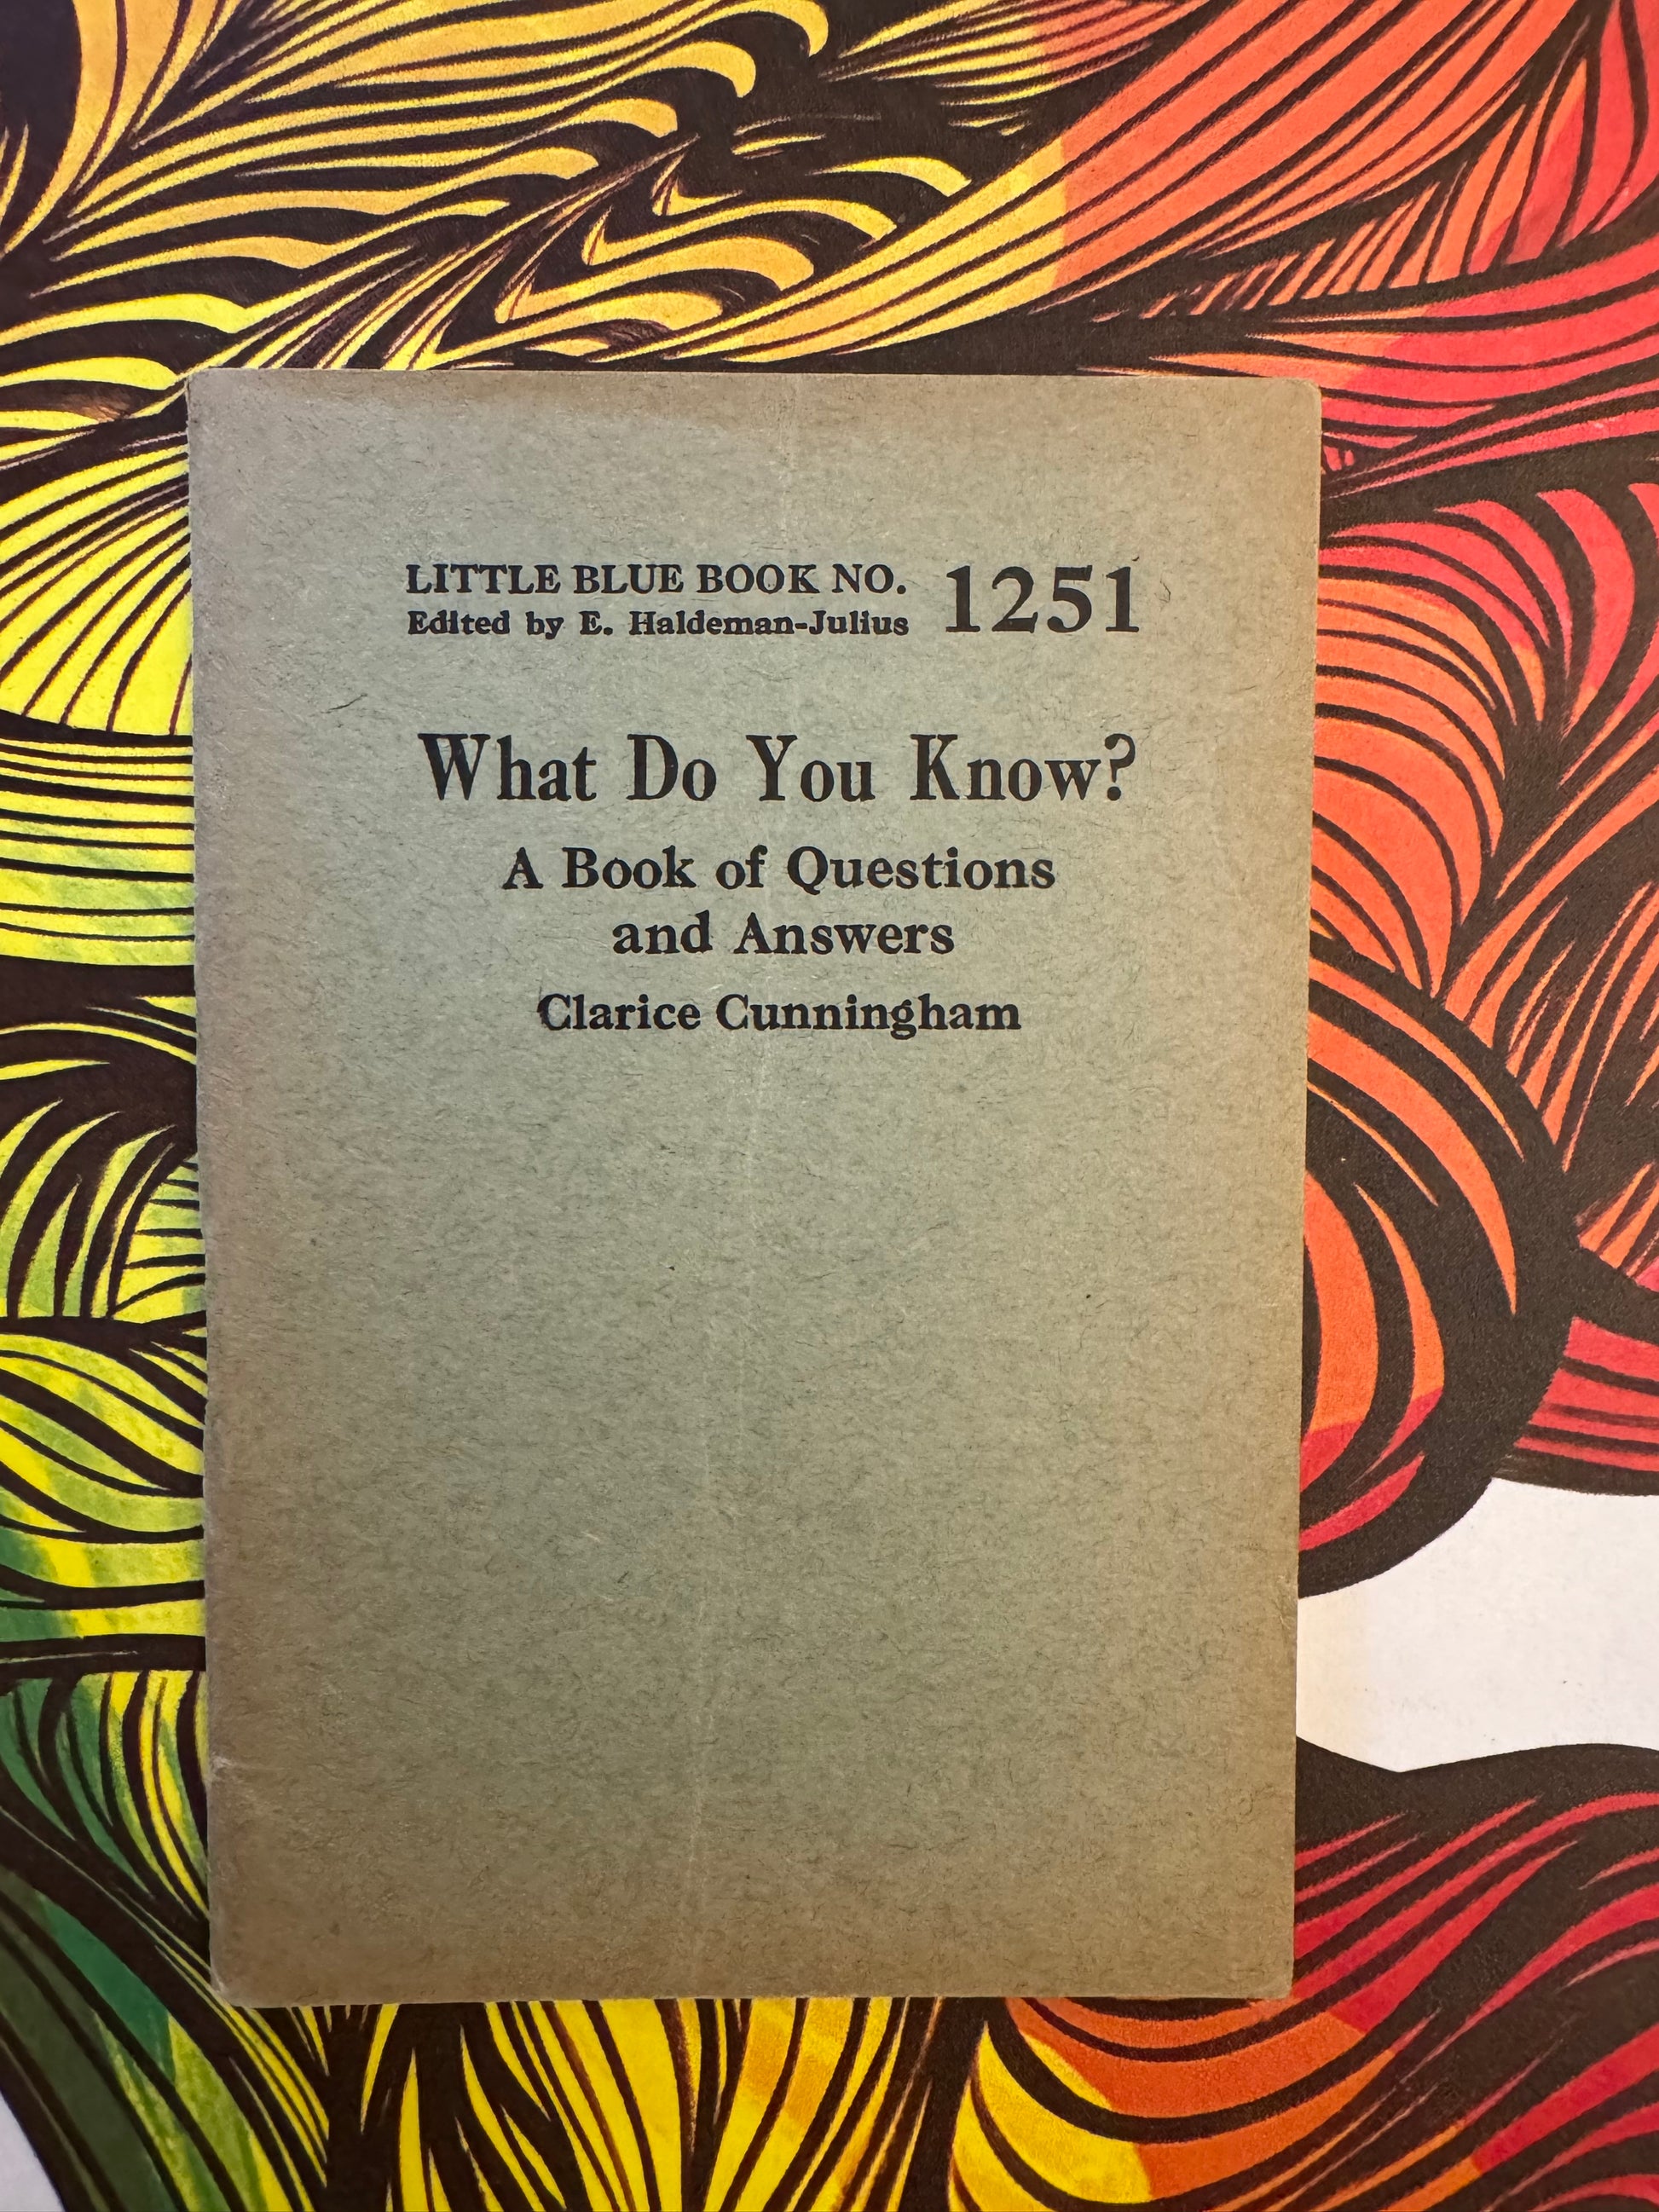 LITTLE BLUE BOOK NO. 1251
Edited by E. Haldeman-Julius
What Do You Know?
A Book of Questions
and Answers
Clarice Cunningham